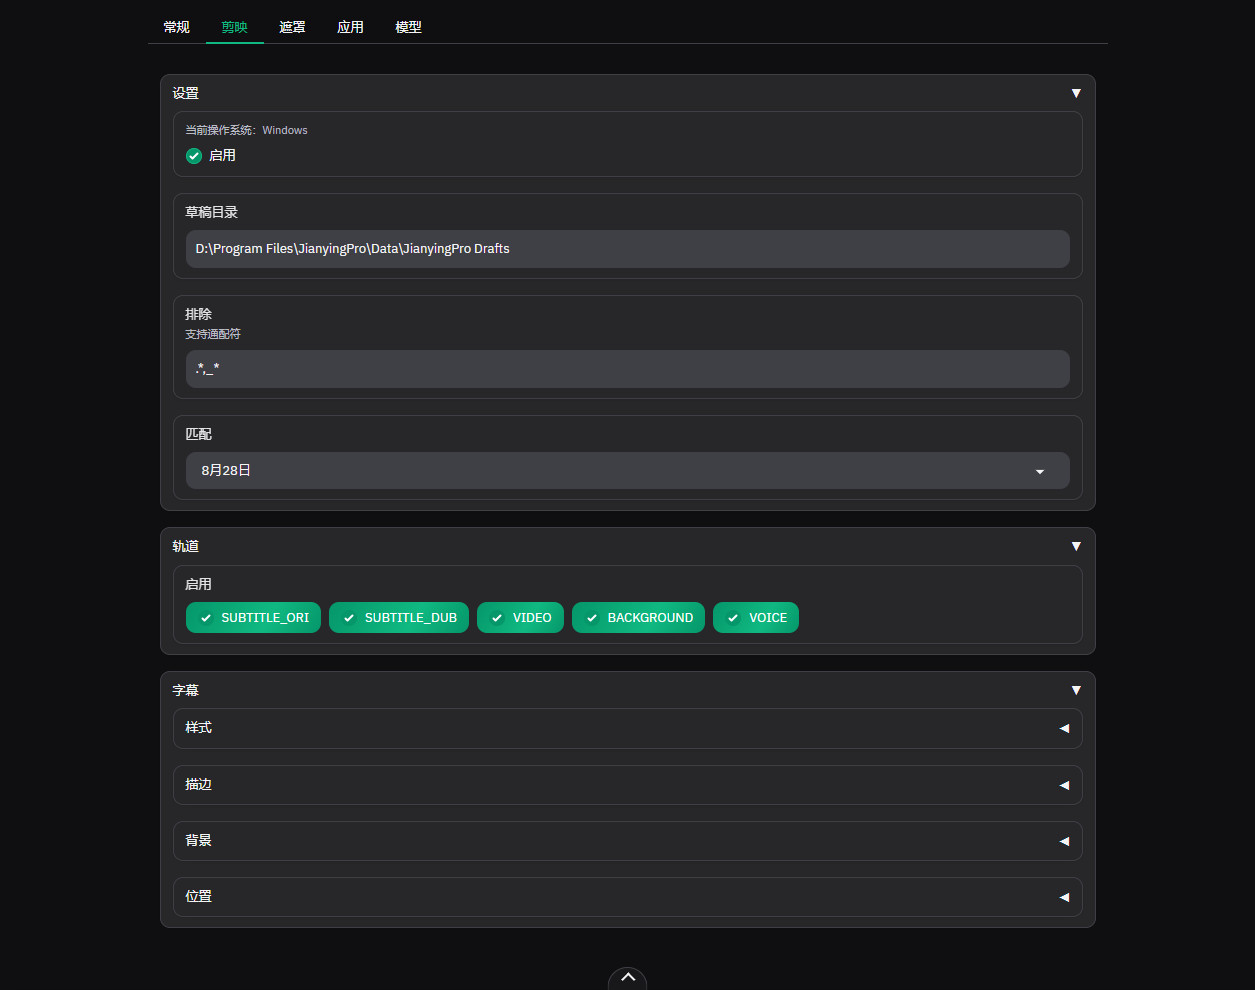 常规 剪映 遮罩 应用 模型
设置
当前操作系统：Windows
启用
草稿目录
D:\Program Files\JianyingPro\Data\JianyingPro Drafts
排除
支持通配符
.*,_*
匹配
8月28日
轨道
启用
SUBTITLE_ORI SUBTITLE_DUB VIDEO BACKGROUND VOICE
字幕
样式
描边
背景
位置